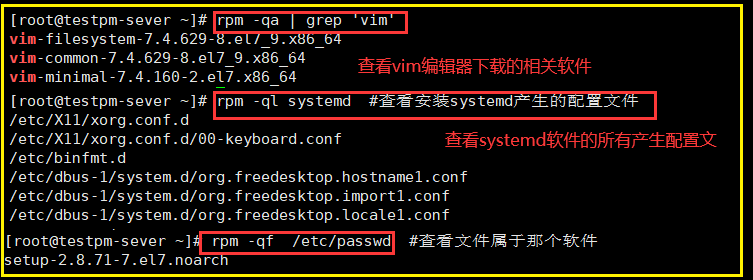 [root@testpm-sever ~]# rpm -qa | grep 'vim'
vim-filesystem-7.4.629-8.el7_9.x86_64
vim-common-7.4.629-8.el7_9.x86_64
vim-minimal-7.4.160-2.el7.x86_64
查看vim编辑器下载的相关软件
[root@testpm-sever ~]# rpm -ql systemd  #查看安装systemd产生的配置文件
/etc/X11/xorg.conf.d
/etc/X11/xorg.conf.d/00-keyboard.conf
查看systemd软件的所有产生配置文
/etc/binfmt.d
/etc/dbus-1/system.d/org.freedesktop.hostname1.conf
/etc/dbus-1/system.d/org.freedesktop.import1.conf
/etc/dbus-1/system.d/org.freedesktop.locale1.conf
[root@testpm-sever ~]# rpm -qf  /etc/passwd  #查看文件属于那个软件
setup-2.8.71-7.el7.noarch